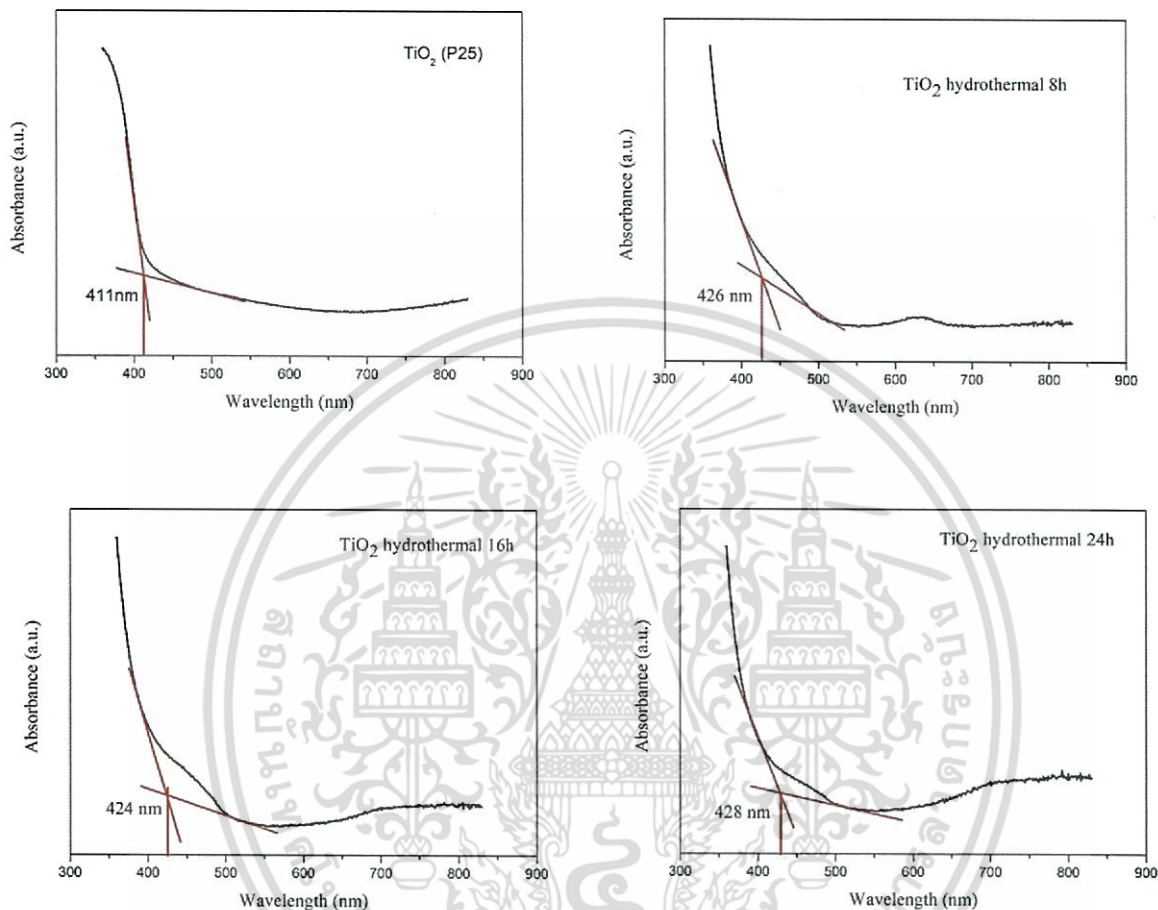 TiO2 (P25)
Absorbance (a.u.)
411nm
300 400 500 600 700 800 900
Wavelength (nm)
TiO2 hydrothermal 8h
Absorbance (a.u.)
426 nm
300 400 500 600 700 800 900
Wavelength (nm)
TiO2 hydrothermal 16h
Absorbance (a.u.)
424 nm
300 400 500 600 700 800 900
Wavelength (nm)
TiO2 hydrothermal 24h
Absorbance (a.u.)
428 nm
300 400 500 600 700 800 900
Wavelength (nm)